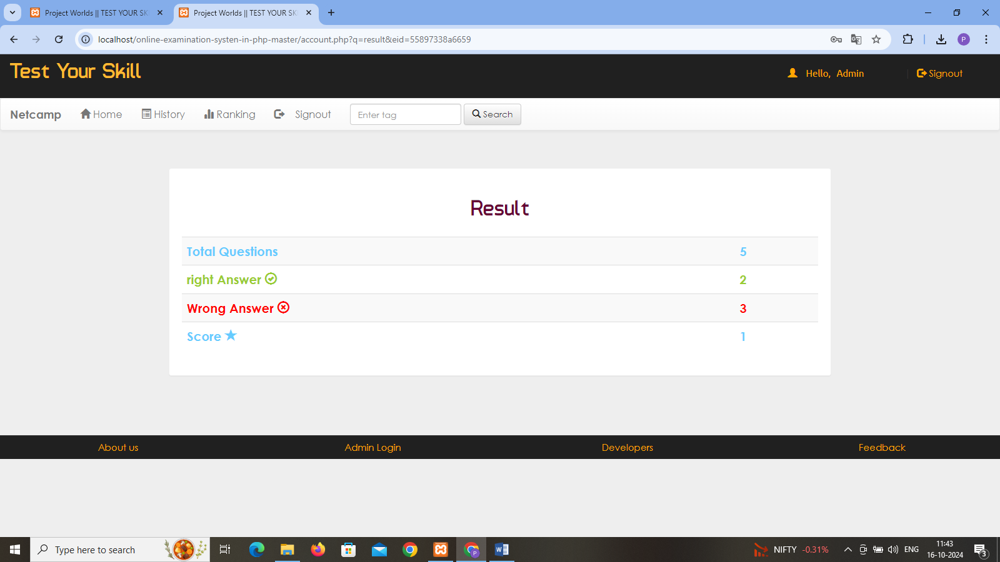 Project Worlds || TEST YOUR SK
Project Worlds || TEST YOUR SK
localhost/online-examination-systen-in-php-master/account.php?q=result&eid=55897338a6659
P
Test Your Skill
Hello, Admin
Signout
Netcamp
Home
History
Ranking
Signout
Enter tag
Search
Result
Total Questions 5
right Answer 2
Wrong Answer 3
Score 1
About us
Admin Login
Developers
Feedback
Type here to search
P
W
NIFTY -0.31%
ENG
11:43
16-10-2024
3